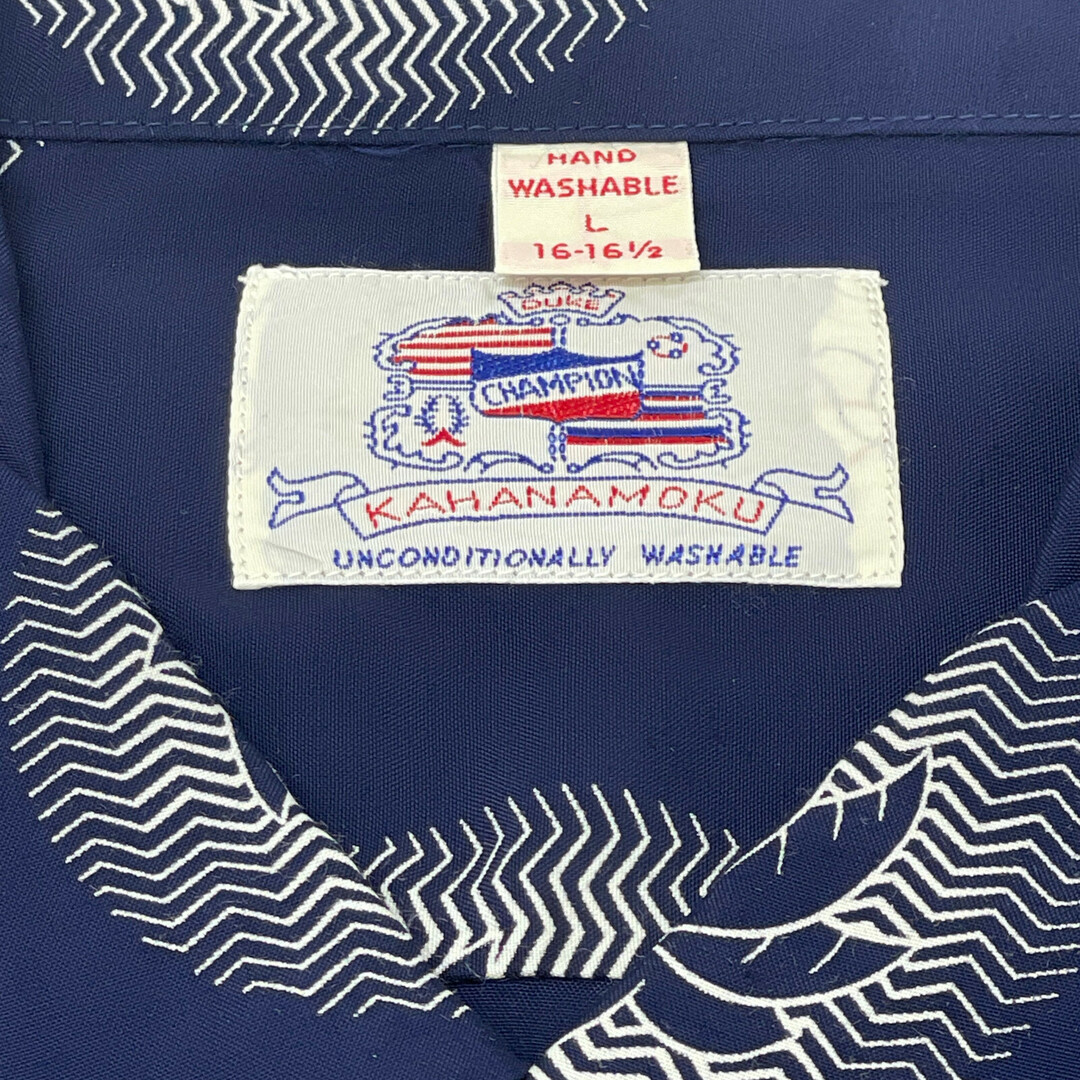 HAND
WASHABLE
L
16-16½
DUKE
CHAMPION
KAHANAMOKU
UNCONDITIONALLY WASHABLE